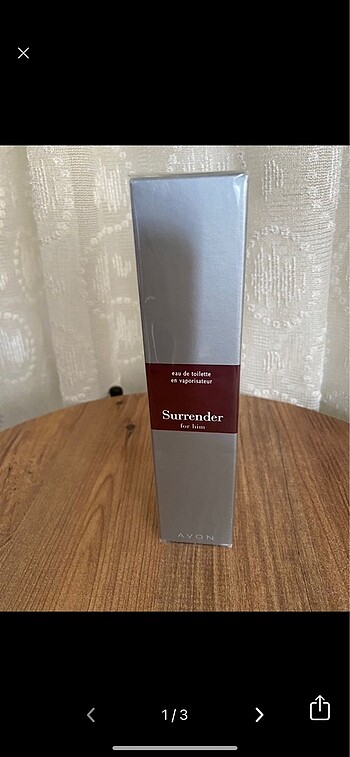 eau de toilette
en vaporisateur
Surrender
for him
AVON
1/3